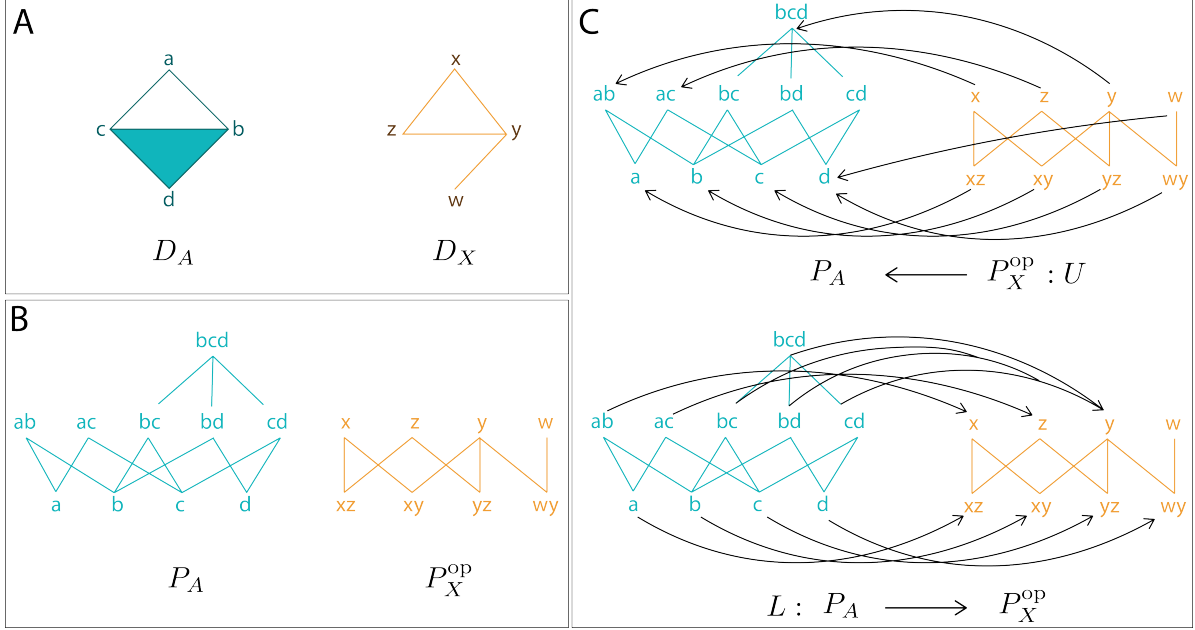 A
a
c
b
d
D_A
x
z
y
w
D_X
B
bcd
ab ac bc bd cd
a b c d
P_A
x z y w
xz xy yz wy
P_X^op
C
bcd
ab ac bc bd cd
a b c d
x z y w
xz xy yz wy
P_A ← P_X^op : U
bcd
ab ac bc bd cd
a b c d
x z y w
xz xy yz wy
L : P_A → P_X^op